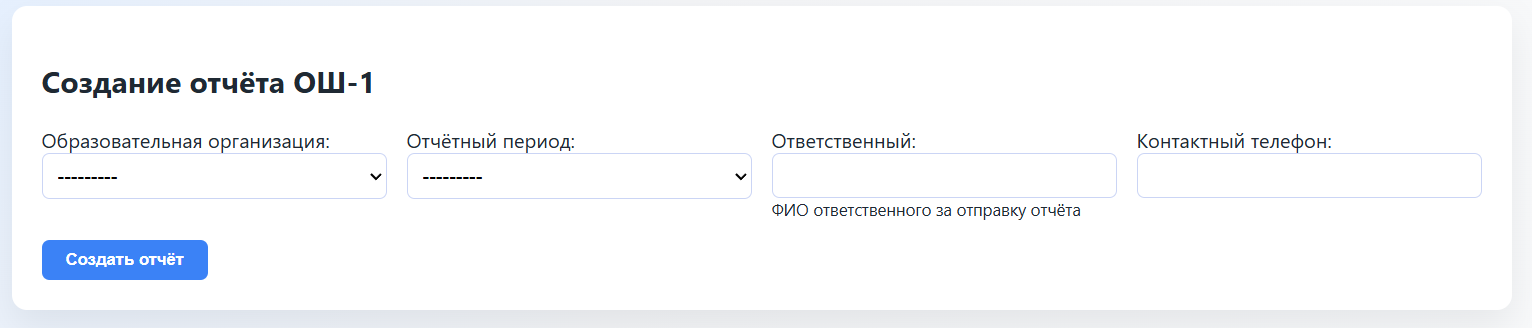 Создание отчёта ОШ-1
Образовательная организация: Отчётный период: Ответственный: Контактный телефон:
--------- ---------
ФИО ответственного за отправку отчёта
Создать отчёт